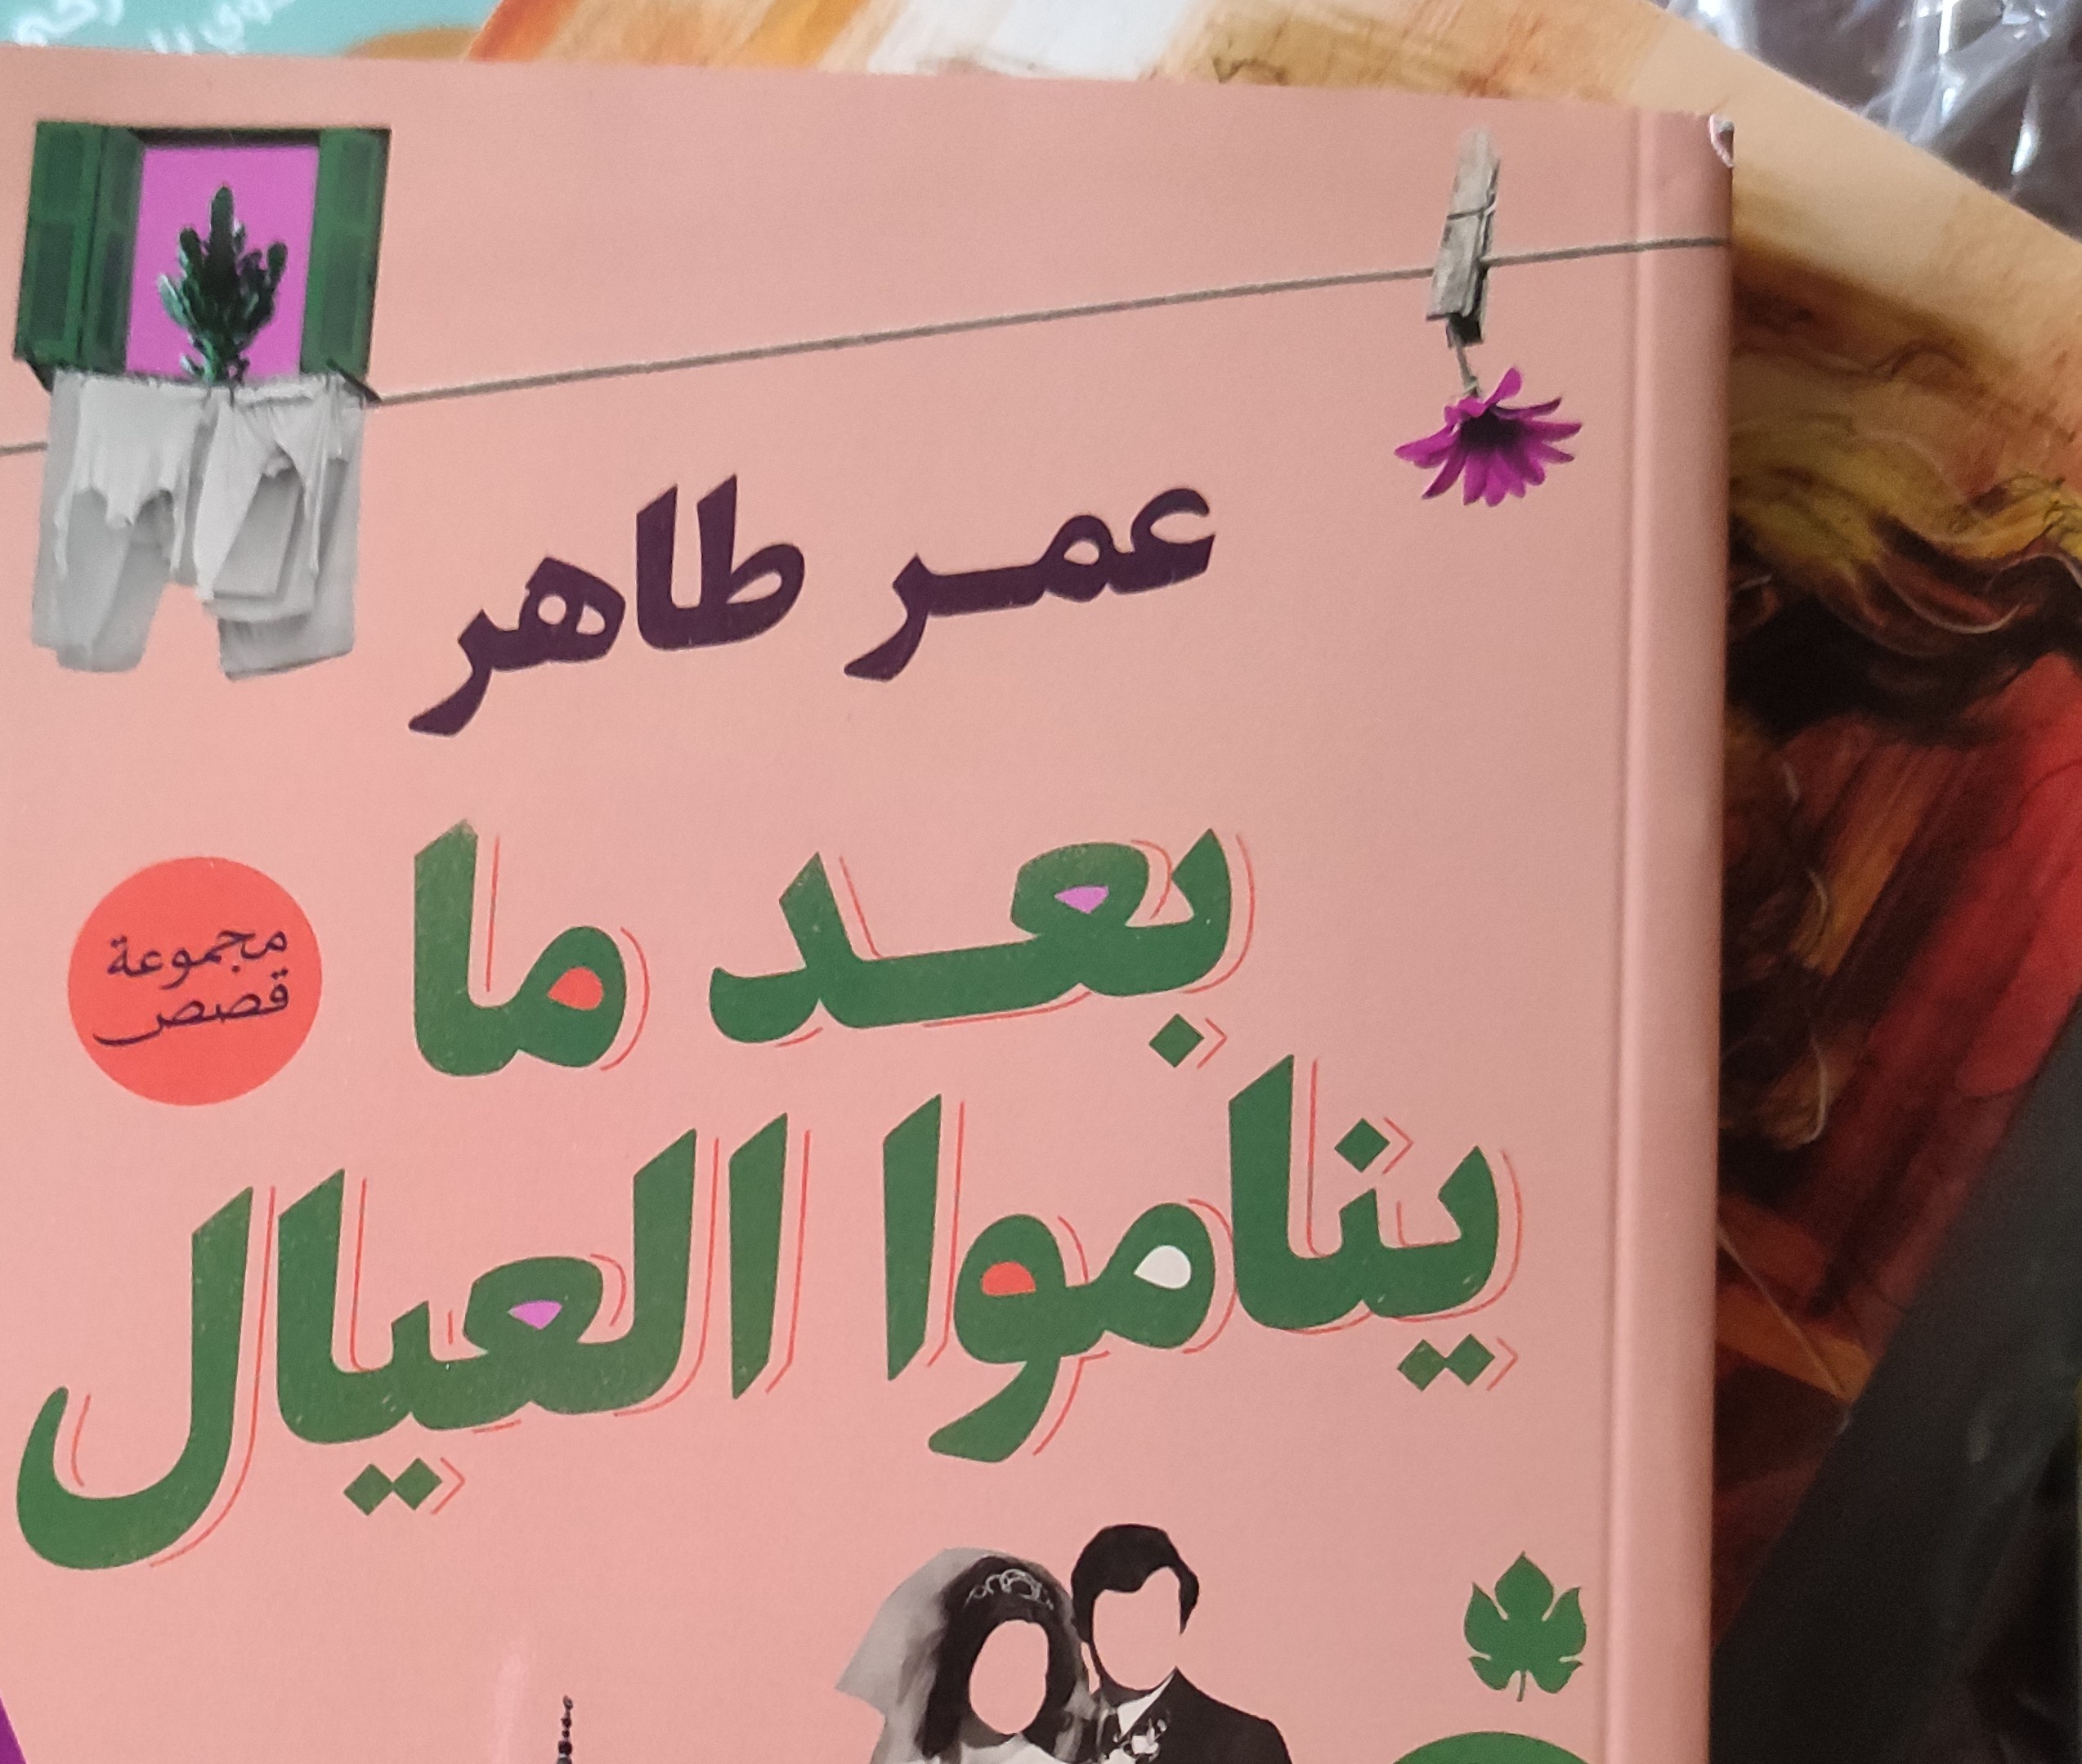 عمر طاهر
بعد ما
يناموا العيال
مجموعة
قصص